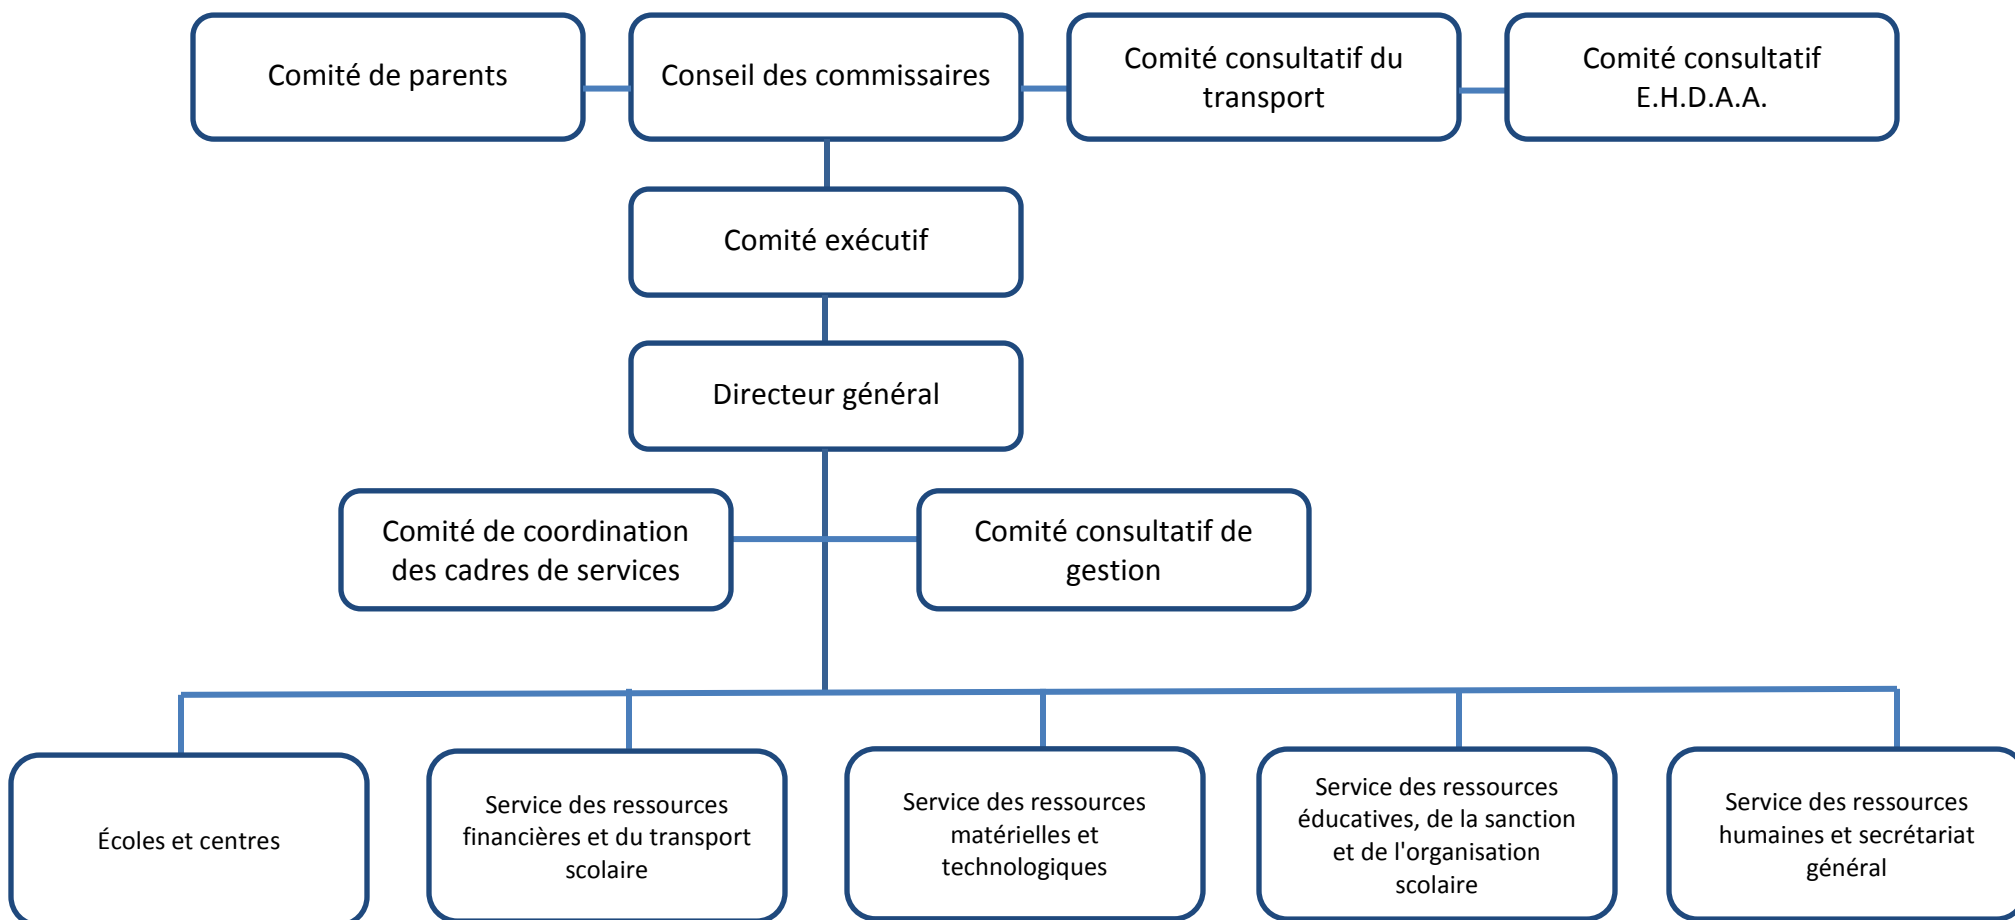 Comité de parents
Conseil des commissaires
Comité consultatif du
transport
Comité consultatif
E.H.D.A.A.
Comité exécutif
Directeur général
Comité de coordination
des cadres de services
Comité consultatif de
gestion
Écoles et centres
Service des ressources
financières et du transport
scolaire
Service des ressources
matérielles et
technologiques
Service des ressources
éducatives, de la sanction
et de l'organisation
scolaire
Service des ressources
humaines et secrétariat
général